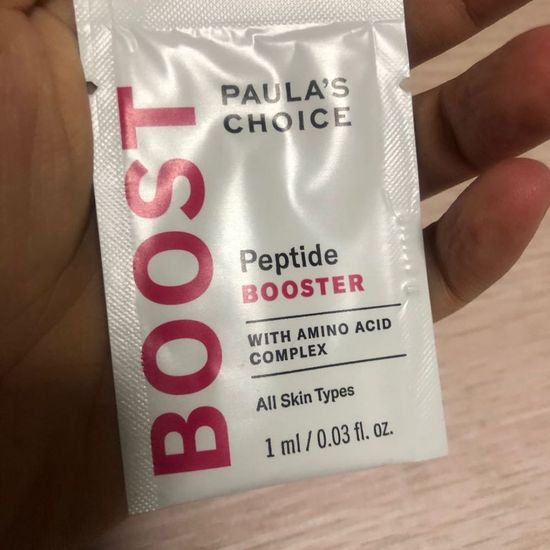 BOOST
PAULA'S
CHOICE
Peptide
BOOSTER
WITH AMINO ACID
COMPLEX
All Skin Types
1 ml / 0.03 fl. oz.